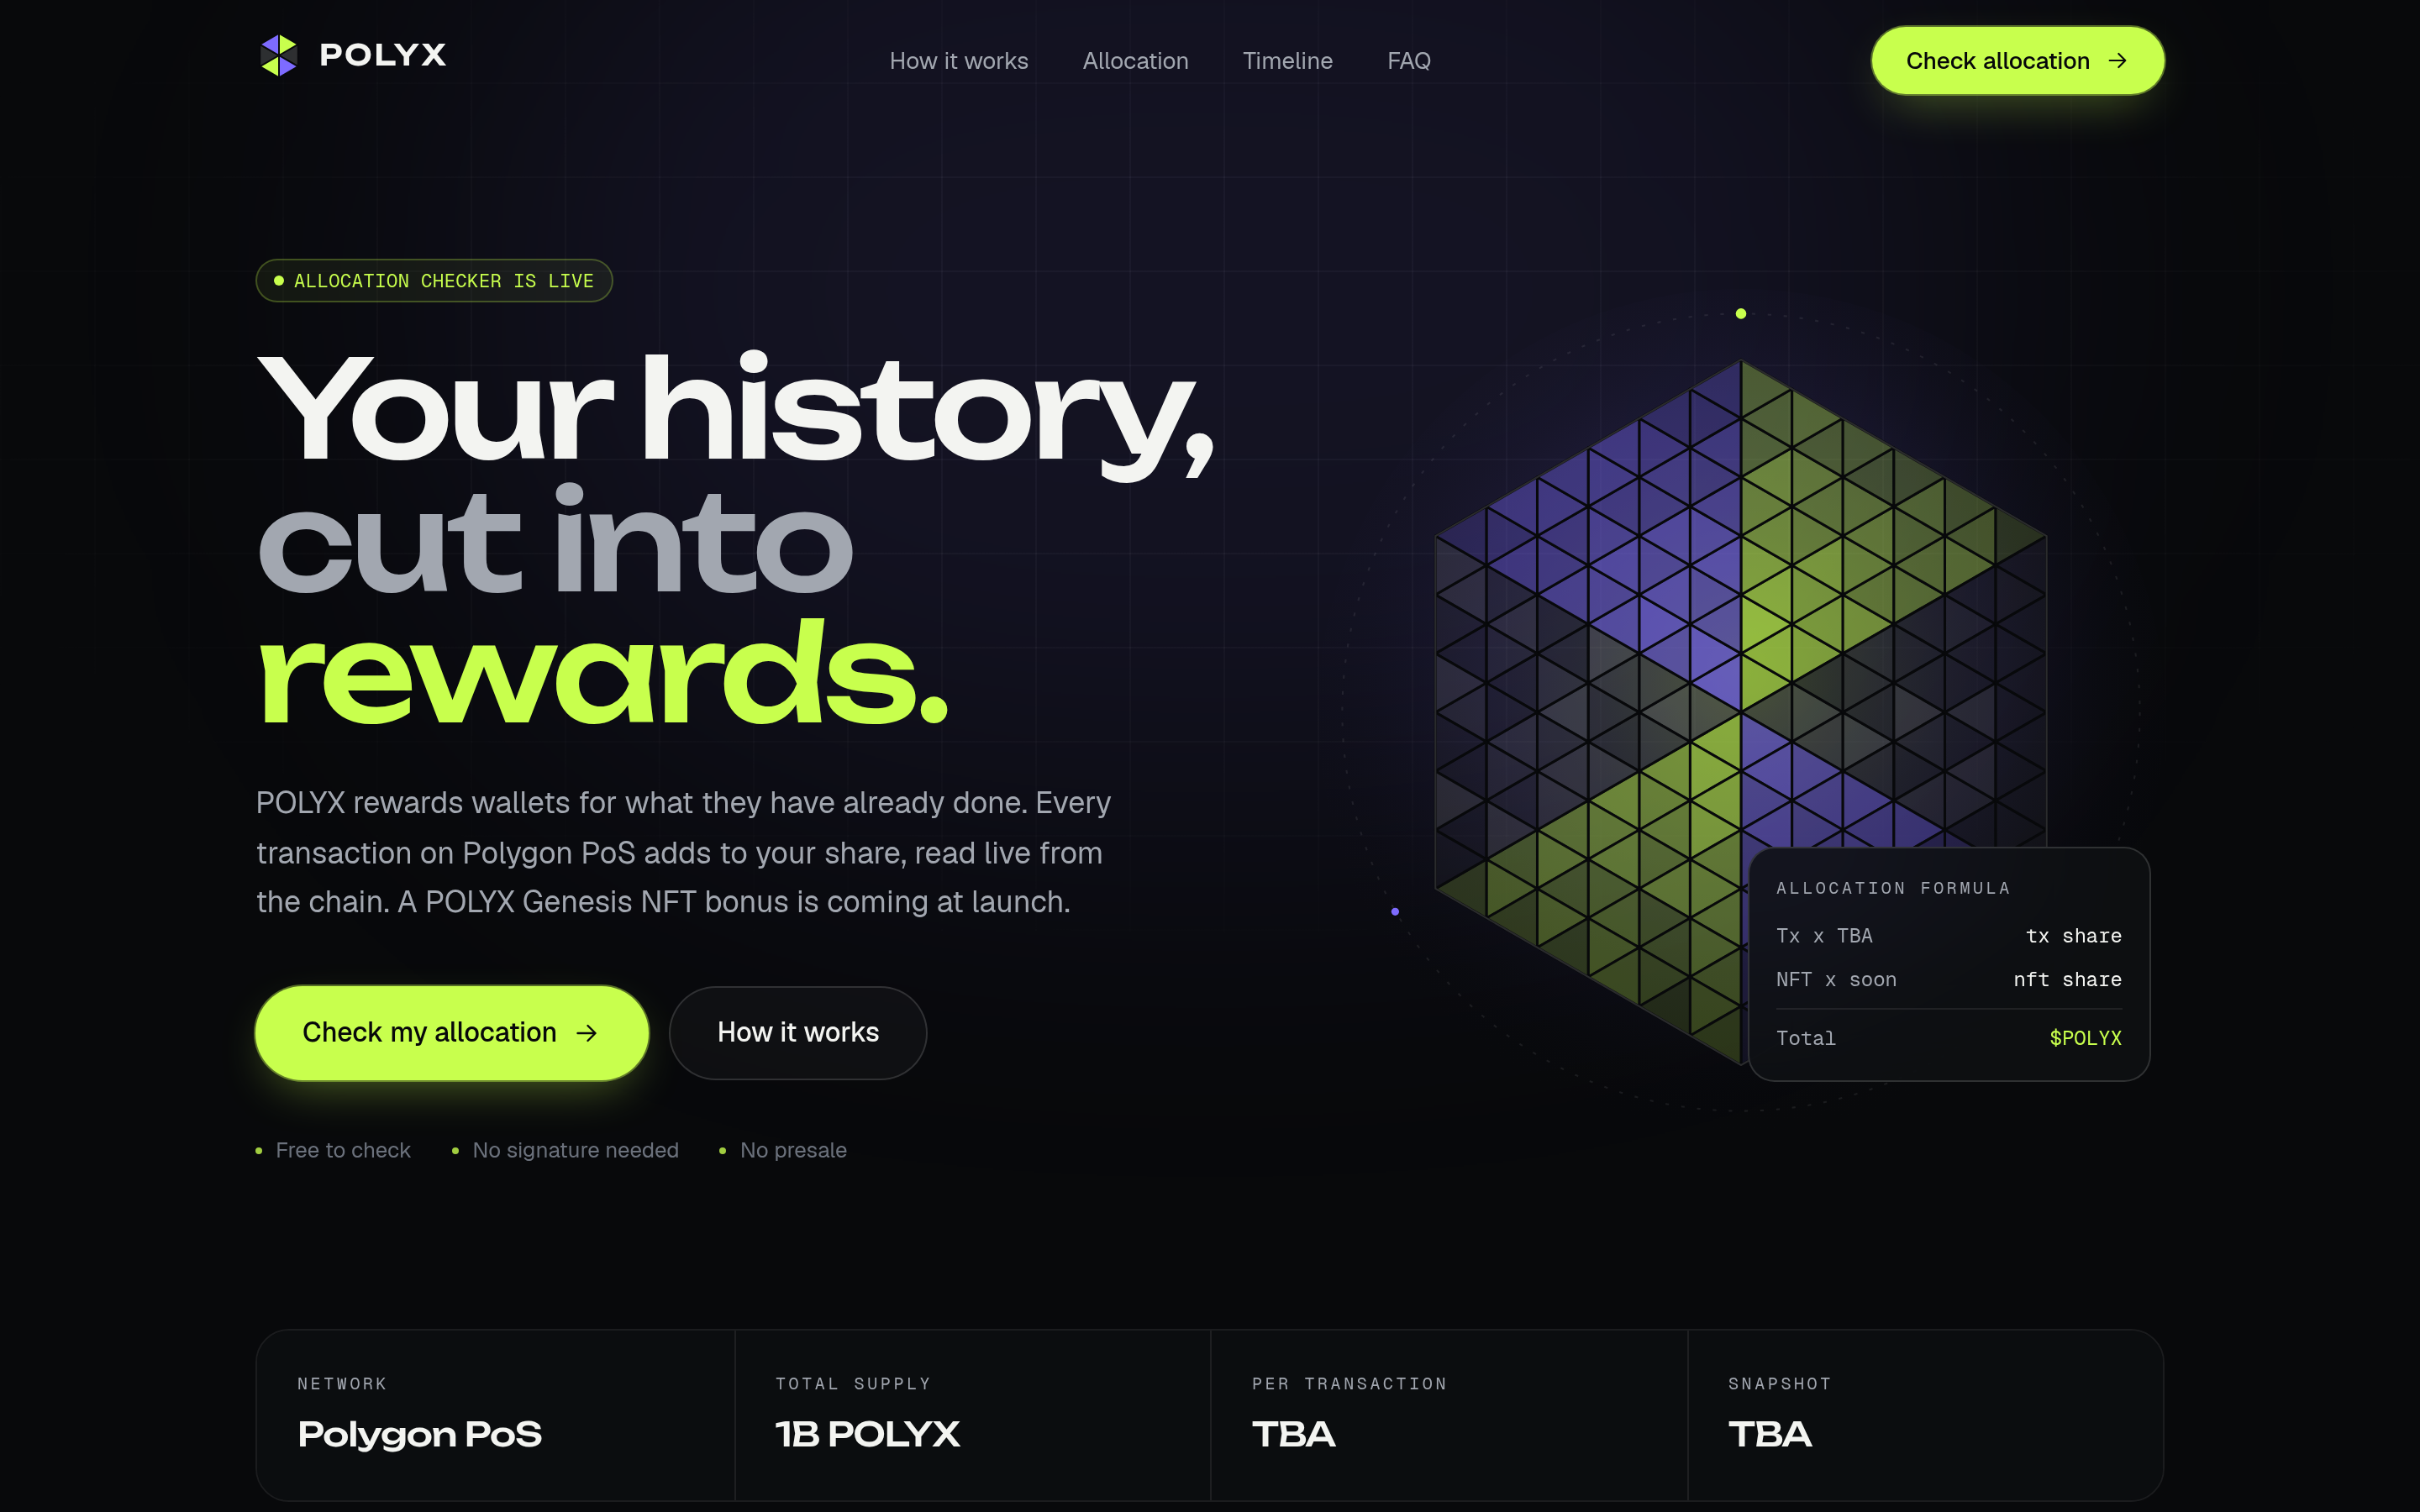 POLYX
How it works
Allocation
Timeline
FAQ
Check allocation →
ALLOCATION CHECKER IS LIVE
Your history,
cut into
rewards.
POLYX rewards wallets for what they have already done. Every
transaction on Polygon PoS adds to your share, read live from
the chain. A POLYX Genesis NFT bonus is coming at launch.
Check my allocation →
How it works
Free to check
No signature needed
No presale
ALLOCATION FORMULA
Tx x TBA tx share
NFT x soon nft share
Total $POLYX
NETWORK
Polygon PoS
TOTAL SUPPLY
1B POLYX
PER TRANSACTION
TBA
SNAPSHOT
TBA